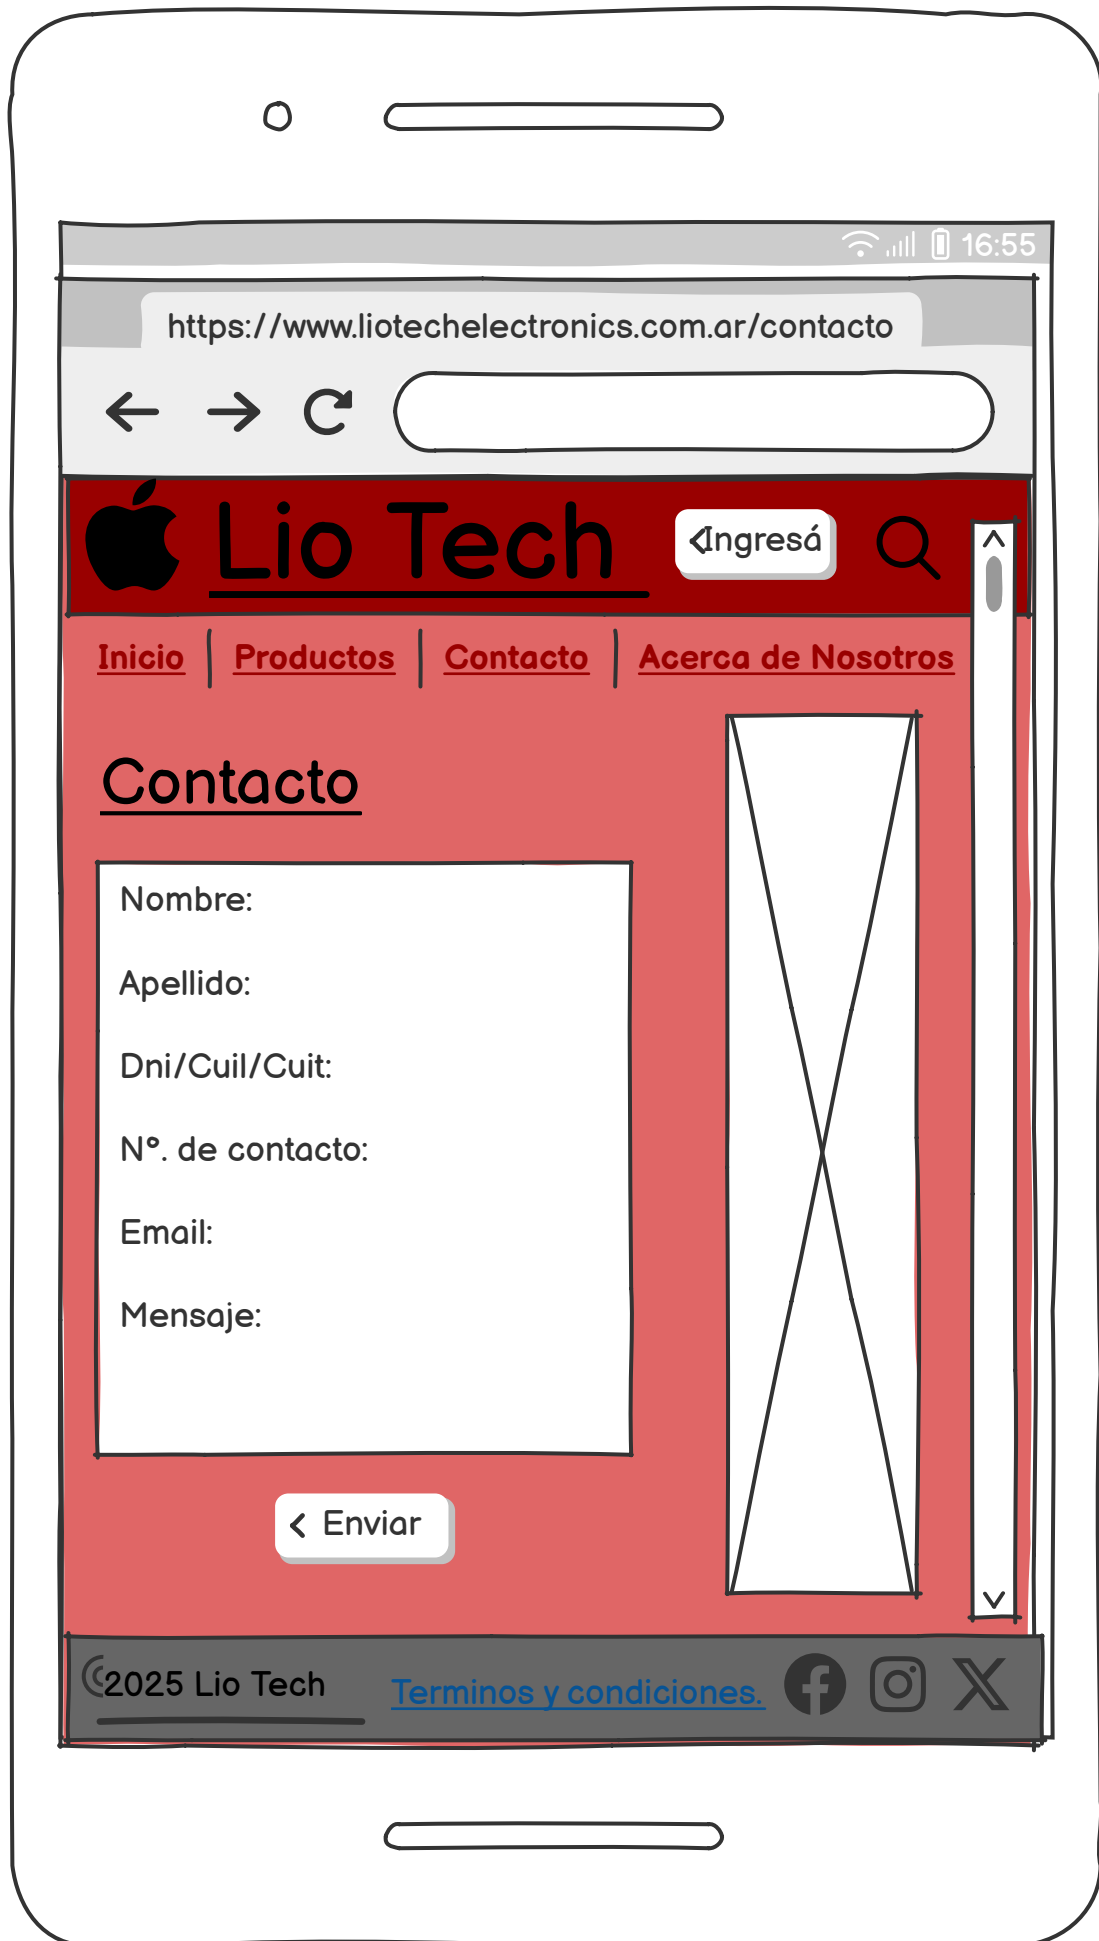 16:55
https://www.liotechelectronics.com.ar/contacto
Lio Tech
Ingresá
Inicio Productos Contacto Acerca de Nosotros
Contacto
Nombre:
Apellido:
Dni/Cuil/Cuit:
N°. de contacto:
Email:
Mensaje:
Enviar
2025 Lio Tech Terminos y condiciones.